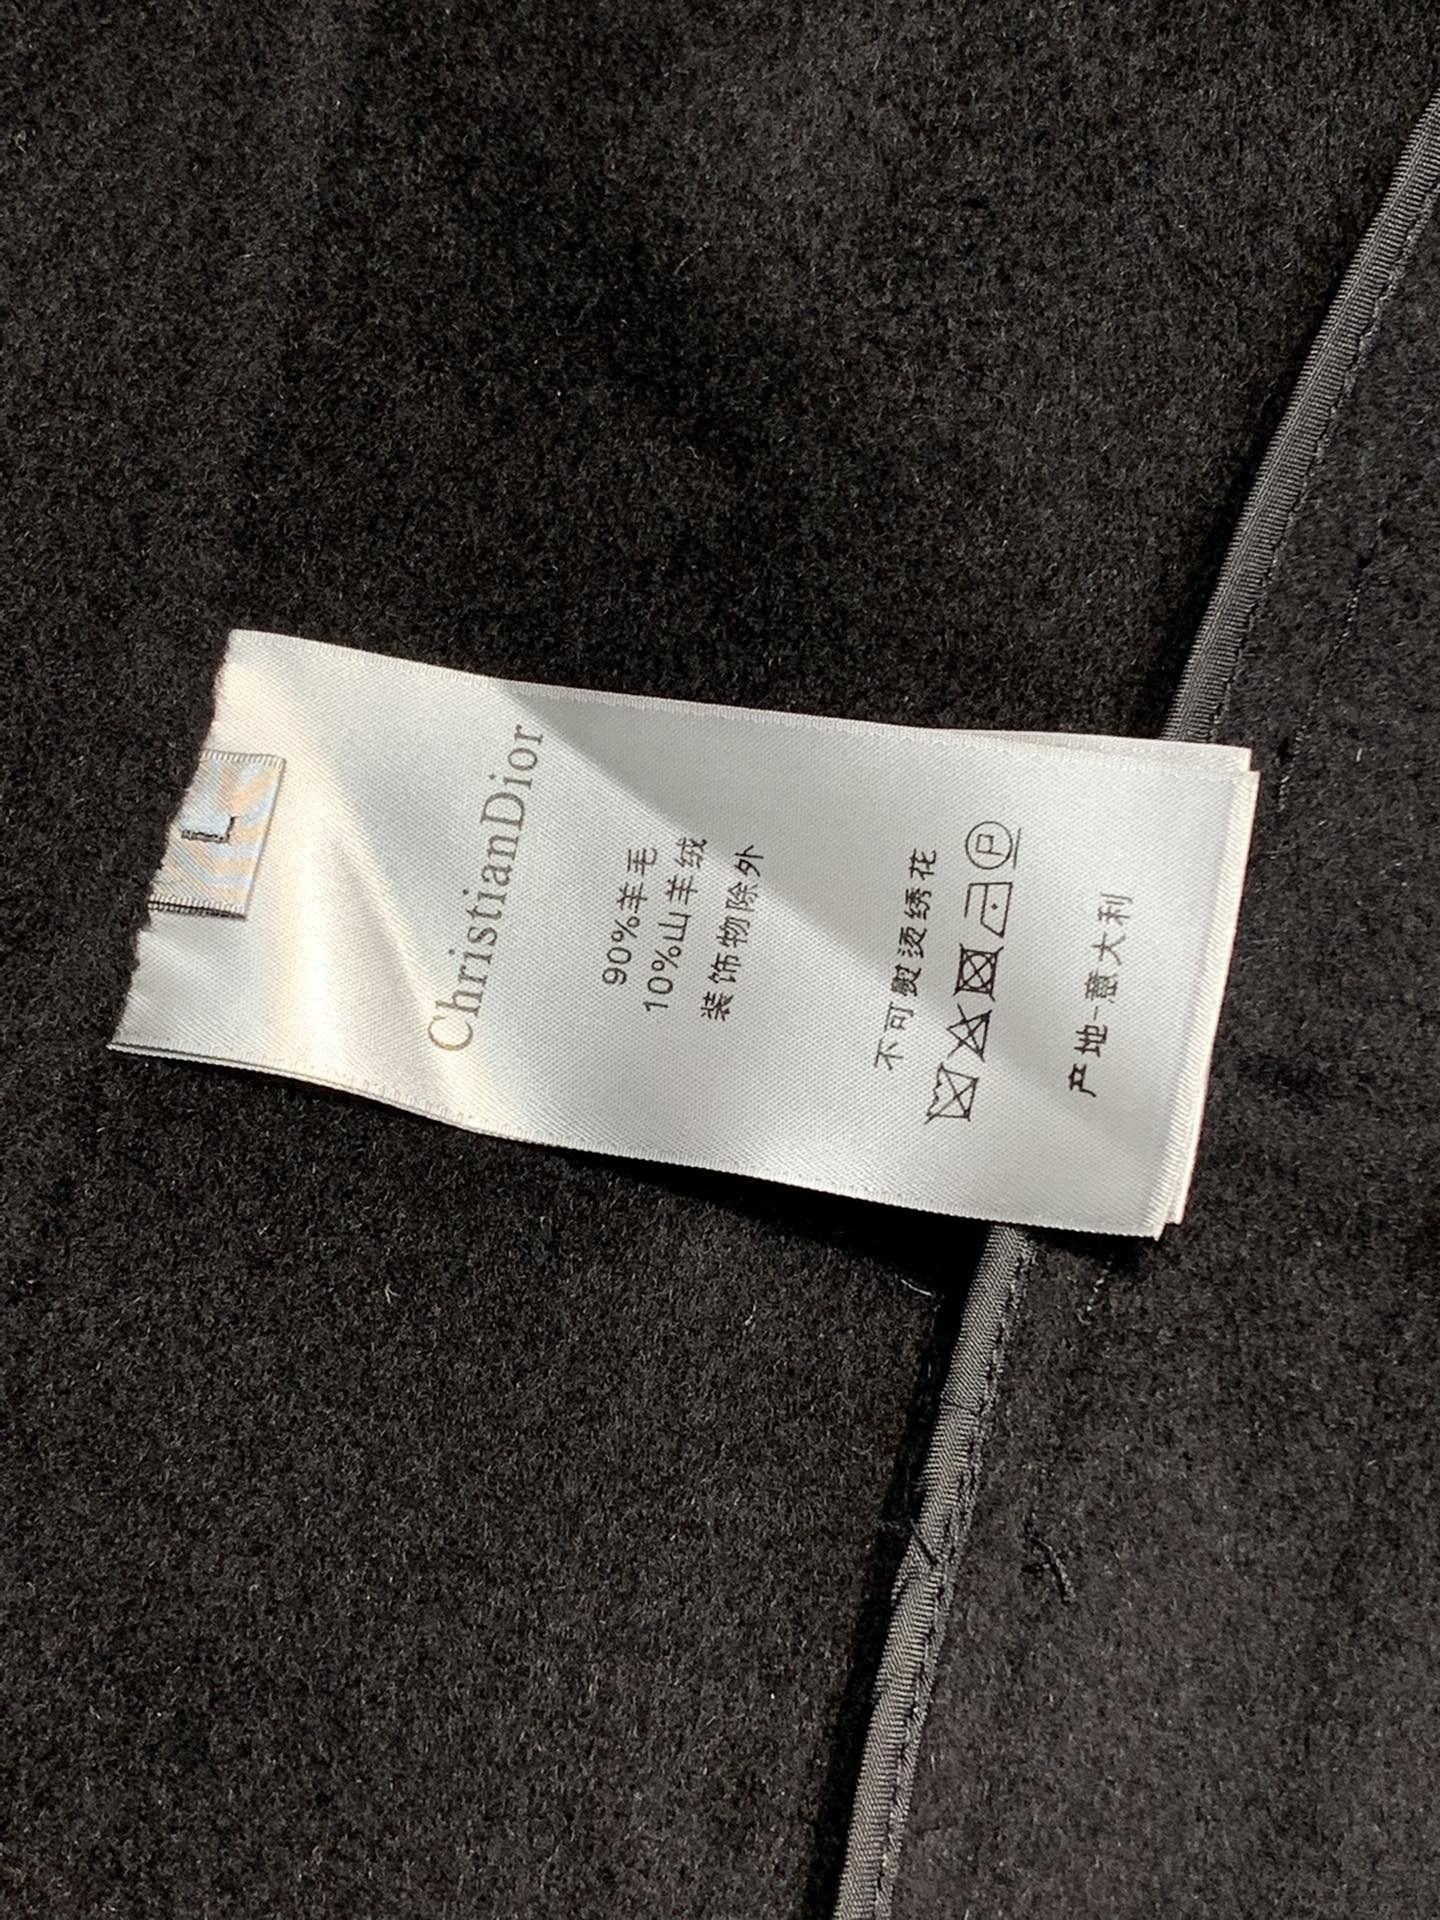 L
ChristianDior
90%羊毛
10%山羊绒
装饰物除外
不可熨烫绣花
P
产地-意大利